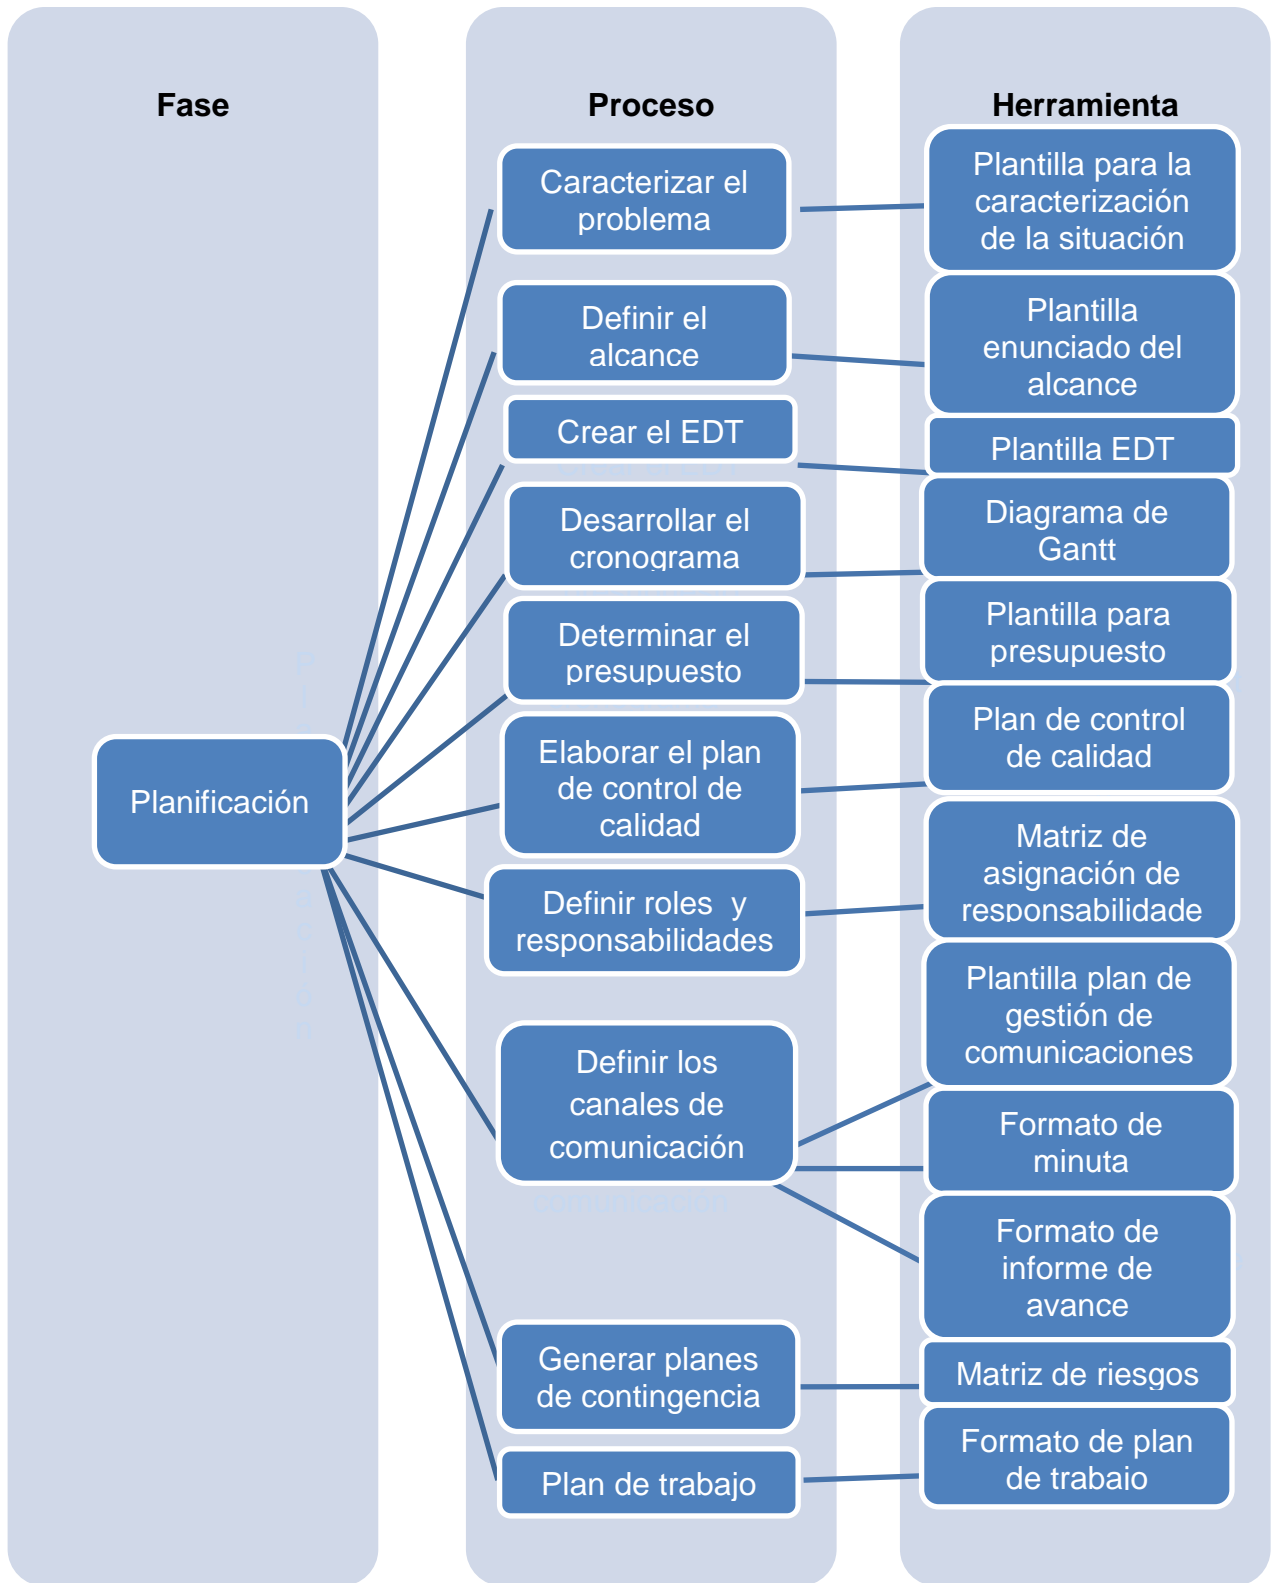 Fase
Proceso
Herramienta
Planificación
Caracterizar el
problema
Definir el
alcance
Crear el EDT
Desarrollar el
cronograma
Determinar el
presupuesto
Elaborar el plan
de control de
calidad
Definir roles y
responsabilidades
Definir los
canales de
comunicación
Generar planes
de contingencia
Plan de trabajo
Plantilla para la
caracterización
de la situación
Plantilla
enunciado del
alcance
Plantilla EDT
Diagrama de
Gantt
Plantilla para
presupuesto
Plan de control
de calidad
Matriz de
asignación de
responsabilidade
Plantilla plan de
gestión de
comunicaciones
Formato de
minuta
Formato de
informe de
avance
Matriz de riesgos
Formato de plan
de trabajo